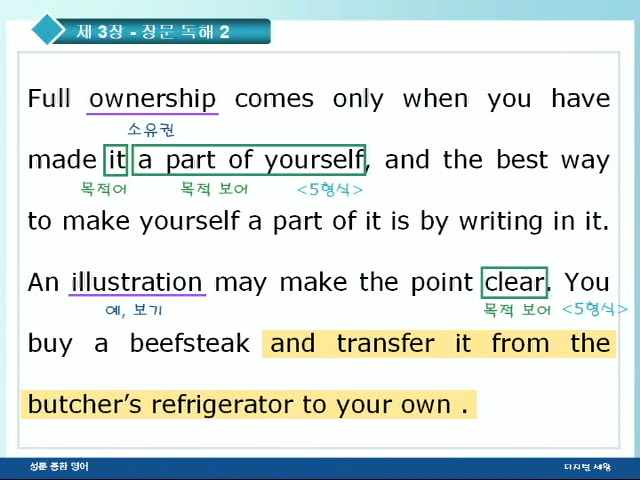 제 3장 - 장문 독해 2
Full ownership comes only when you have
소유권
made it a part of yourself, and the best way
목적어 목적 보어 <5형식>
to make yourself a part of it is by writing in it.
An illustration may make the point clear. You
예, 보기 목적 보어 <5형식>
buy a beefsteak and transfer it from the
butcher's refrigerator to your own .
성문 종합 영어 디지털 세왕